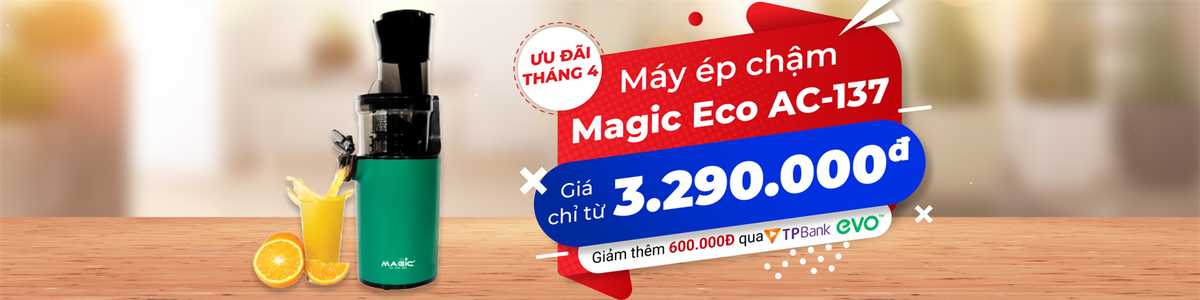 ƯU ĐÃI
THÁNG 4
Máy ép chậm
Magic Eco AC-137
Giá
chỉ từ
3.290.000đ
Giảm thêm 600.000Đ qua TPBank evo™
MAGIC